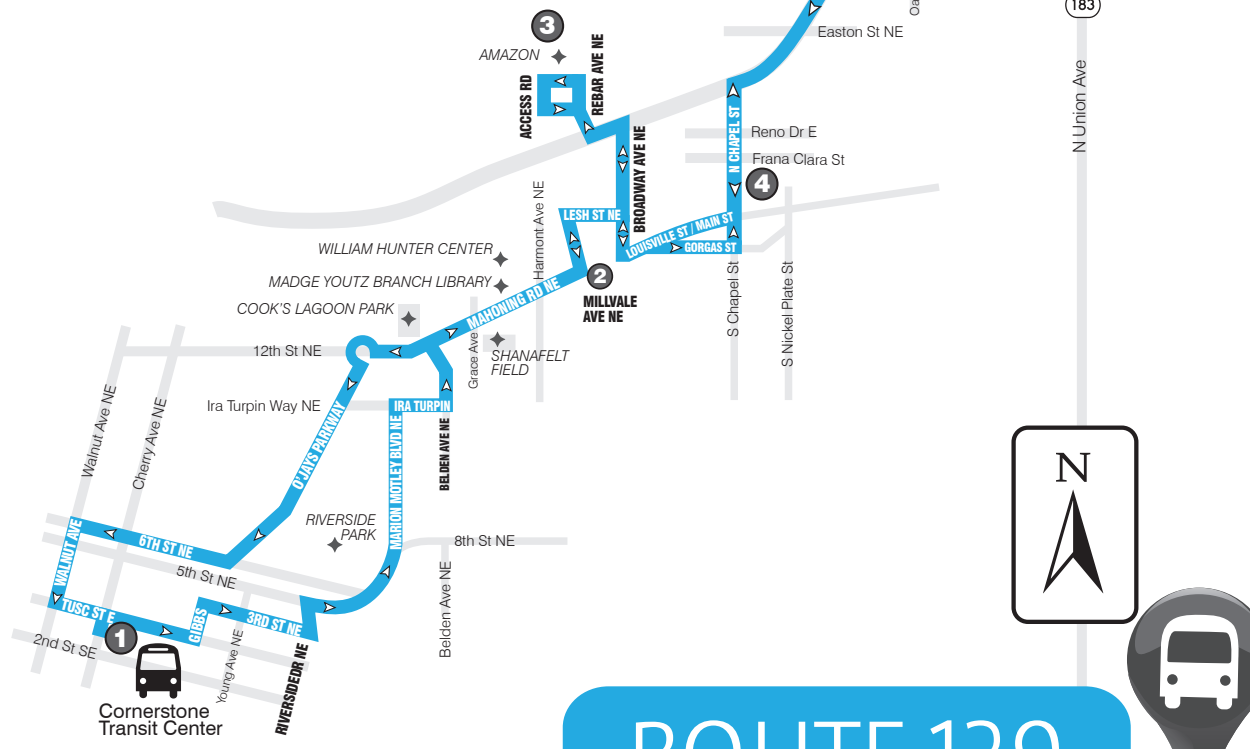 3
183
Oa
Easton St NE
AMAZON
ACCESS RD
REBAR AVE NE
N Union Ave
BROADWAY AVE NE
N CHAPEL ST
Reno Dr E
Frana Clara St
4
Harmont Ave NE
LESH ST NE
LOUISVILLE ST / MAIN ST
GORGAS ST
WILLIAM HUNTER CENTER
MADGE YOUTZ BRANCH LIBRARY
COOK'S LAGOON PARK
2
MILLVALE
AVE NE
MAHONING RD NE
S Chapel St
S Nickel Plate St
12th St NE
Grace Ave
SHANAFELT
FIELD
Ira Turpin Way NE
IRA TURPIN
Walnut Ave NE
Cherry Ave NE
O'JAYS PARKWAY
MARION MOTLEY BLVD NE
BELDEN AVE NE
N
RIVERSIDE
PARK
8th St NE
WALNUT AVE
6TH ST NE
5th St NE
Belden Ave NE
TUSC ST E
GIBBS
3RD ST NE
1
2nd St SE
Young Ave NE
RIVERSIDEDR NE
Cornerstone
Transit Center
ROUTE 139